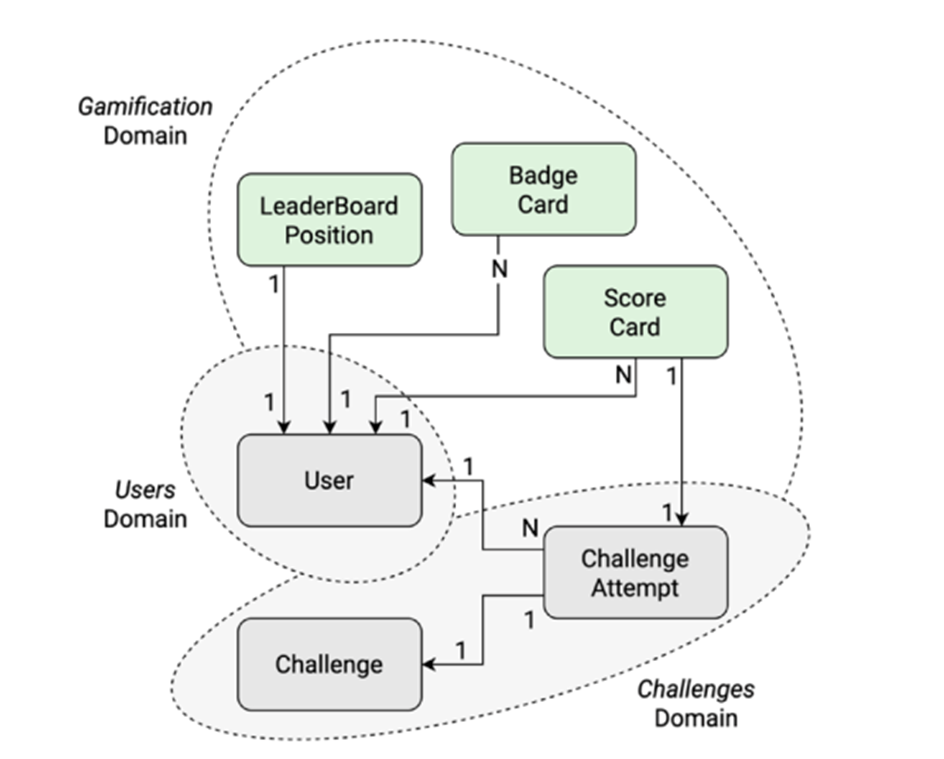 Gamification
Domain
Badge
Card
LeaderBoard
Position
N
1
Score
Card
N
1
1
1
1
User
1
Users
Domain
1
N
Challenge
Attempt
1
1
Challenge
Challenges
Domain